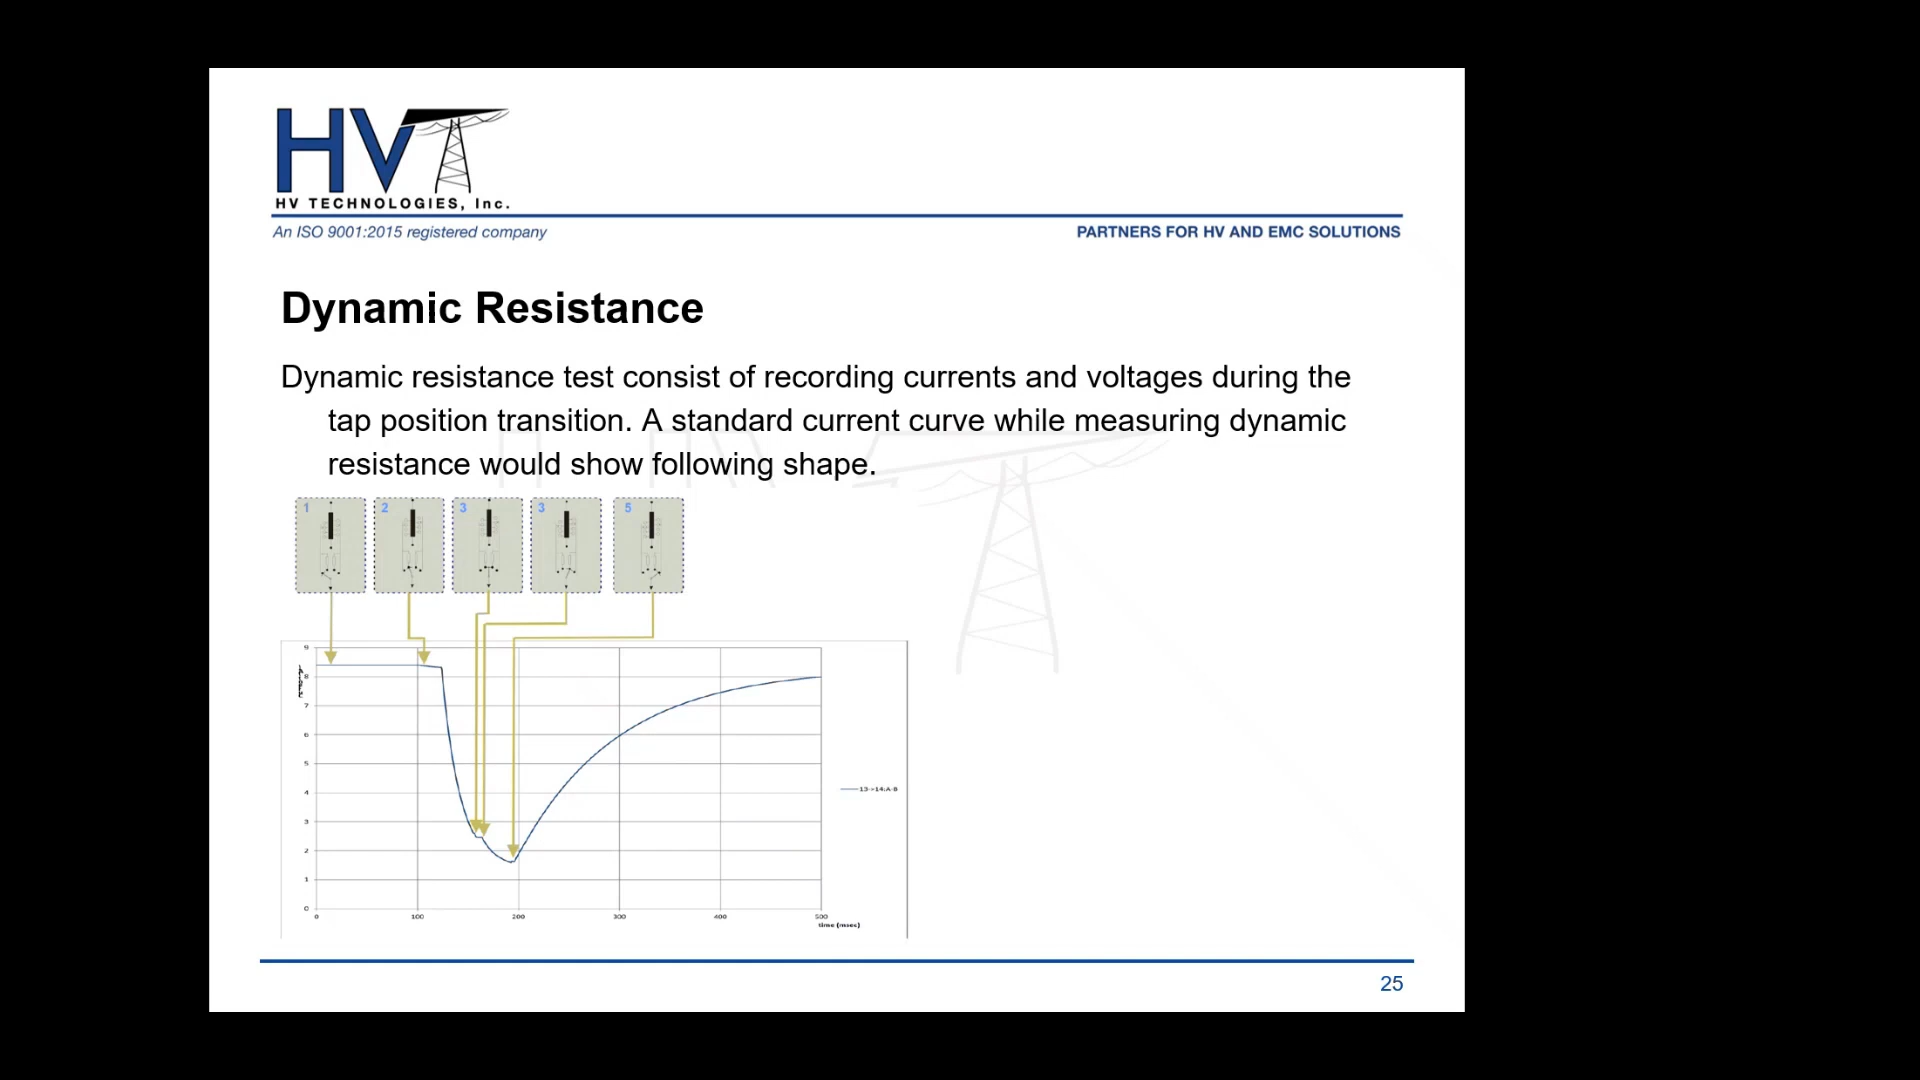 HVT
HV TECHNOLOGIES, Inc.
An ISO 9001:2015 registered company
PARTNERS FOR HV AND EMC SOLUTIONS
Dynamic Resistance
Dynamic resistance test consist of recording currents and voltages during the
tap position transition. A standard current curve while measuring dynamic
resistance would show following shape.
1 2 3 3 5
9
8
7
6
5
4
3
2
1
0
0 100 200 300 400 500
time (msec)
13->14:A-B
25